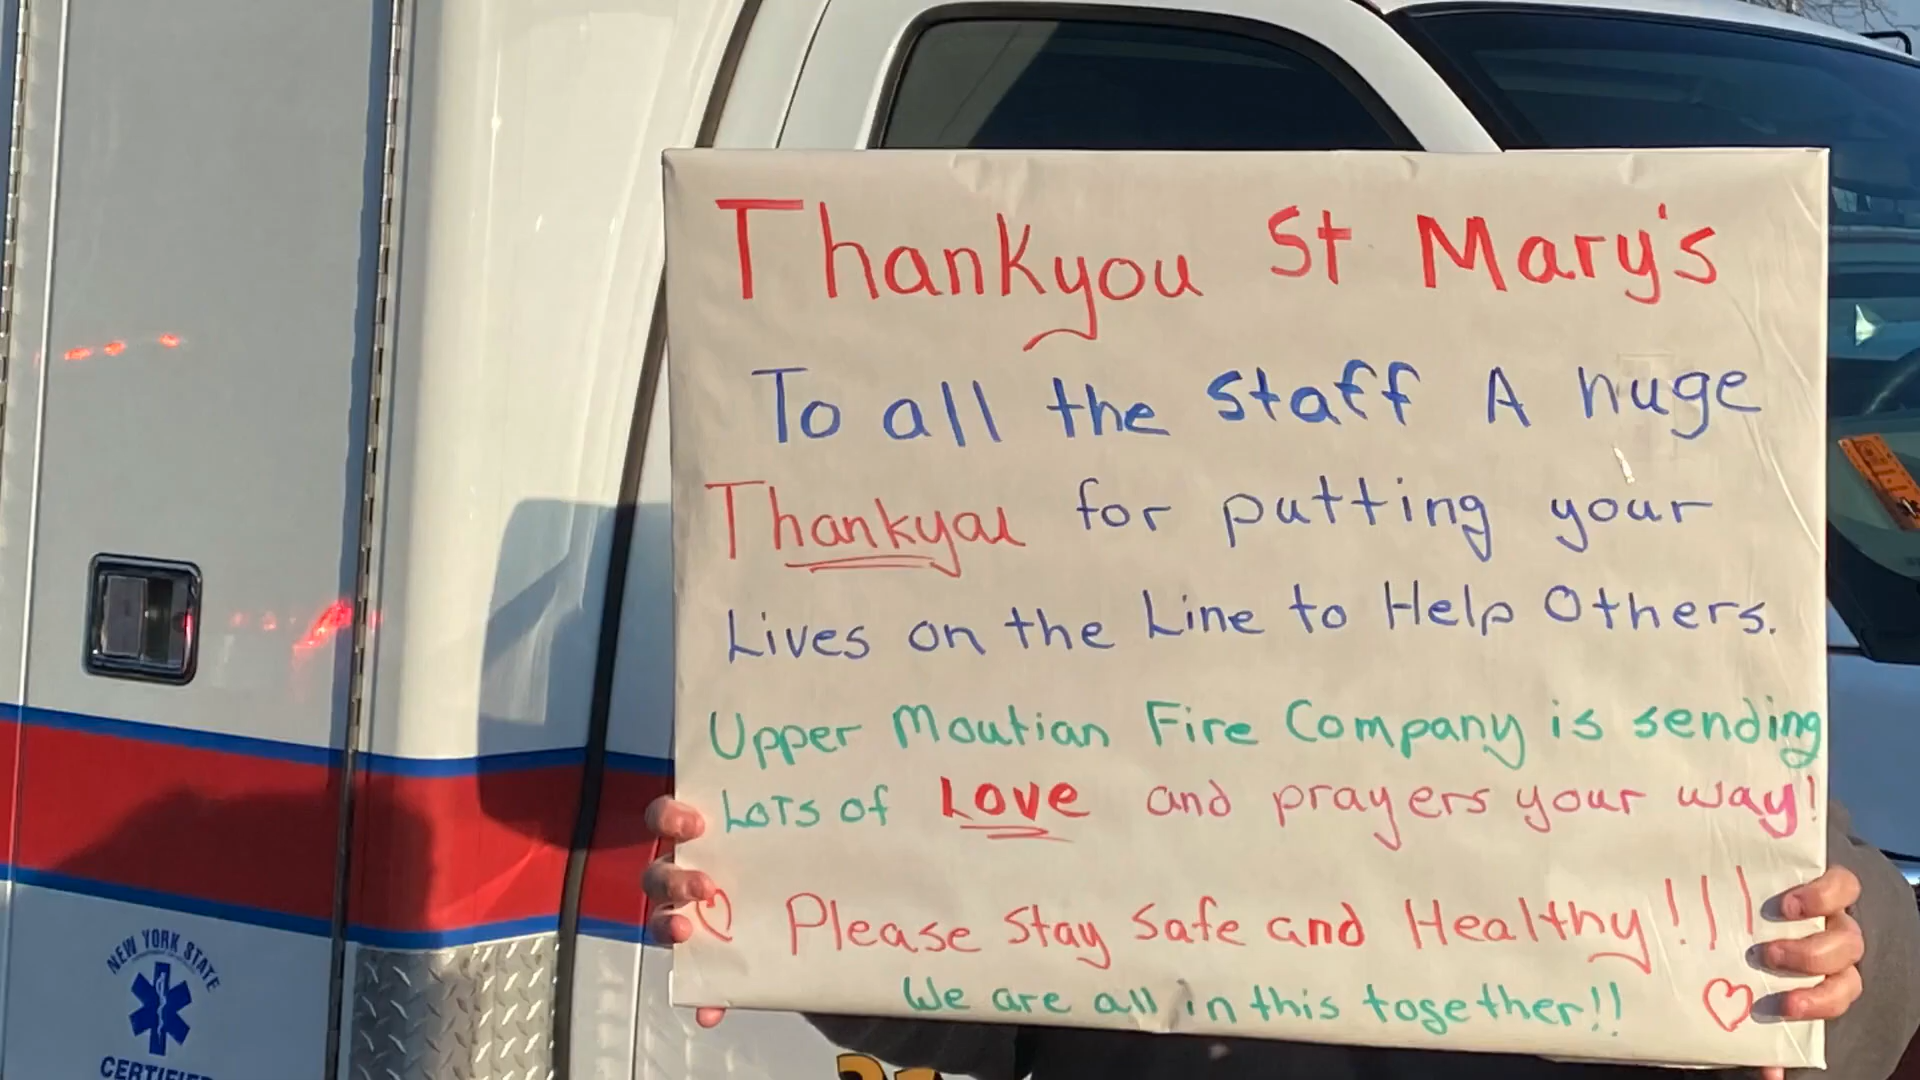 Thankyou St Mary's
To all the Staff A huge
Thankyou for putting your
Lives on the Line to Help Others.
Upper Moutian Fire Company is sending
LOTS of LOVE and prayers your way!
Please Stay Safe and Healthy!!!
We are all in this together!!
NEW YORK STATE